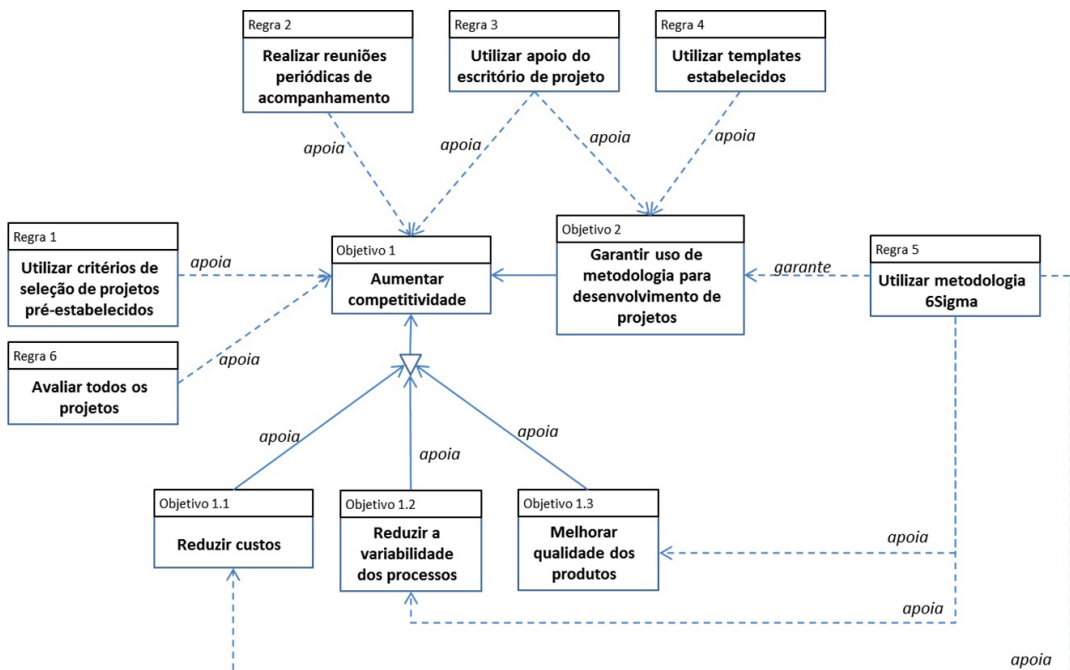 Regra 2
Realizar reuniões
periódicas de
acompanhamento
Regra 3
Utilizar apoio do
escritório de projeto
Regra 4
Utilizar templates
estabelecidos
apoia
apoia
apoia
apoia
Regra 1
Utilizar critérios de
seleção de projetos
pré-estabelecidos
apoia
Objetivo 1
Aumentar
competitividade
Objetivo 2
Garantir uso de
metodologia para
desenvolvimento de
projetos
garante
Regra 5
Utilizar metodologia
6Sigma
Regra 6
Avaliar todos os
projetos
apoia
apoia
apoia
apoia
Objetivo 1.1
Reduzir custos
Objetivo 1.2
Reduzir a
variabilidade
dos processos
Objetivo 1.3
Melhorar
qualidade dos
produtos
apoia
apoia
apoia